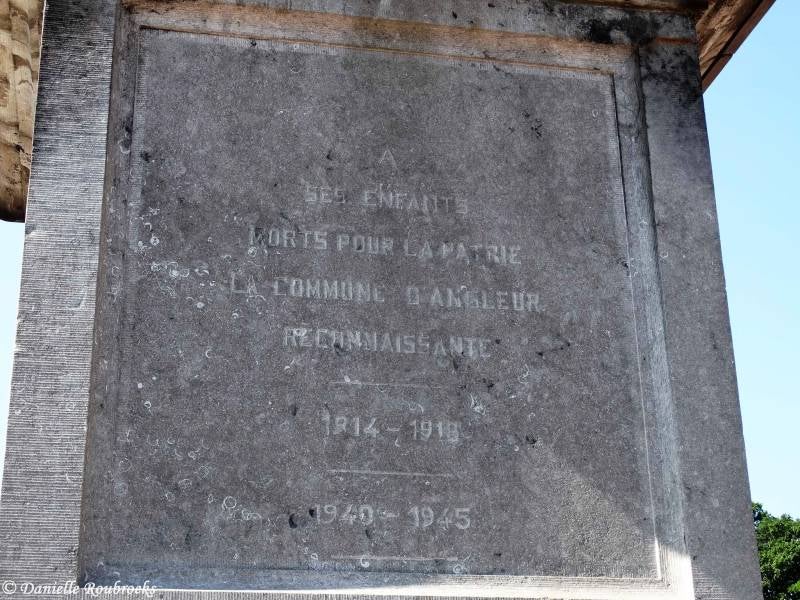 A
SES ENFANTS
MORTS POUR LA PATRIE
LA COMMUNE D'ANGLEUR
RECONNAISSANTE
1914 - 1918
1940 - 1945
© Danielle Roubroeks